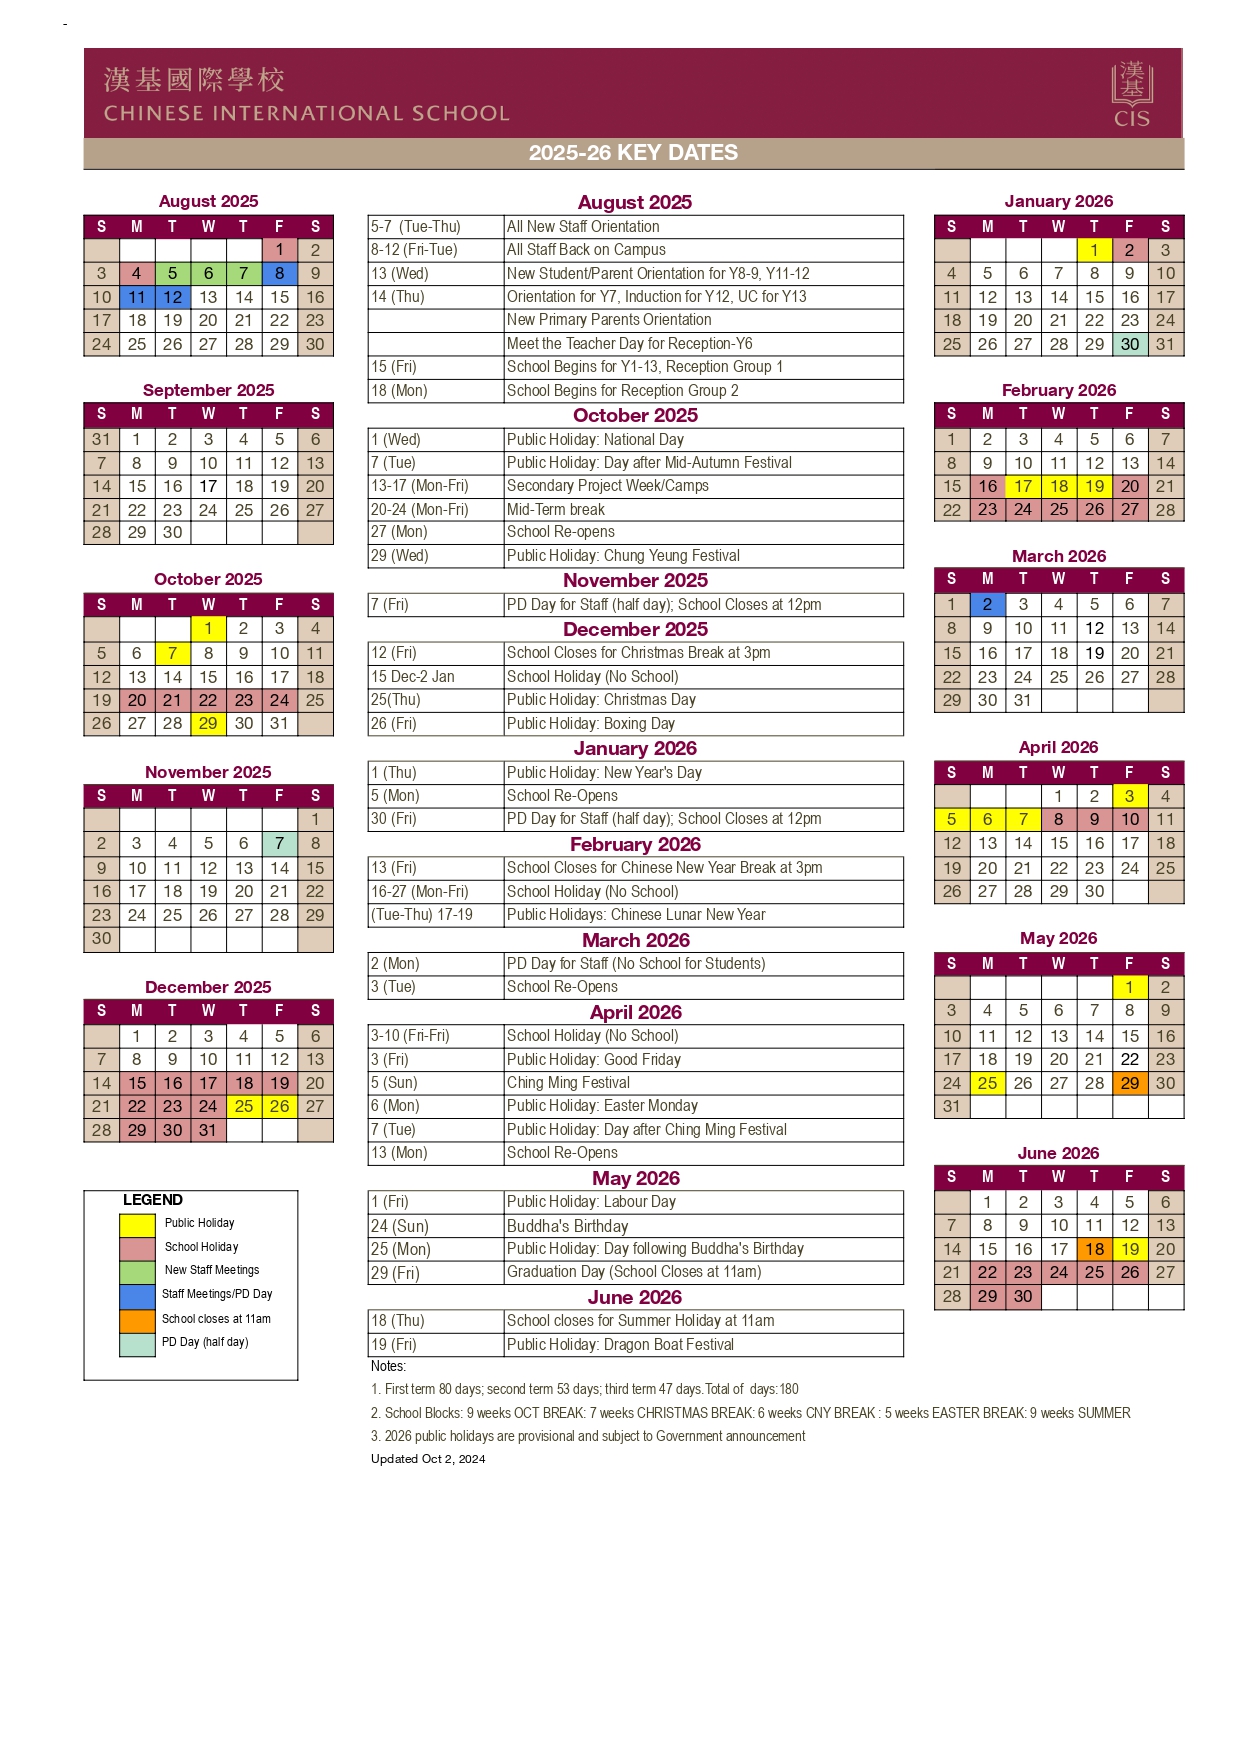 -
漢基國際學校
CHINESE INTERNATIONAL SCHOOL
漢基
CIS
2025-26 KEY DATES
August 2025
S M T W F S
1 2
3 4 5 6 7 8 9
10 11 12 13 14 15 16
17 18 19 20 21 22 23
24 25 26 27 28 29 30
September 2025
S M T W T F S
31 1 2 3 4 5 6
7 8 9 10 11 12 13
14 15 16 17 18 19 20
21 22 23 24 25 26 27
28 29 30
October 2025
S M T W T F S
1 2 3 4
5 6 7 8 9 10 11
12 13 14 15 16 17 18
19 20 21 22 23 24 25
26 27 28 29 30 31
November 2025
S M T W T F S
1
2 3 4 5 6 7 8
9 10 11 12 13 14 15
16 17 18 19 20 21 22
23 24 25 26 27 28 29
30
December 2025
S M T W T F S
1 2 3 4 5 6
7 8 9 10 11 12 13
14 15 16 17 18 19 20
21 22 23 24 25 26 27
28 29 30 31
LEGEND
Public Holiday
School Holiday
New Staff Meetings
Staff Meetings/PD Day
School closes at 11am
PD Day (half day)
August 2025
5-7 (Tue-Thu) All New Staff Orientation
8-12 (Fri-Tue) All Staff Back on Campus
13 (Wed) New Student/Parent Orientation for Y8-9, Y11-12
14 (Thu) Orientation for Y7, Induction for Y12, UC for Y13
New Primary Parents Orientation
Meet the Teacher Day for Reception-Y6
15 (Fri) School Begins for Y1-13, Reception Group 1
18 (Mon) School Begins for Reception Group 2
October 2025
1 (Wed) Public Holiday: National Day
7 (Tue) Public Holiday: Day after Mid-Autumn Festival
13-17 (Mon-Fri) Secondary Project Week/Camps
20-24 (Mon-Fri) Mid-Term break
27 (Mon) School Re-opens
29 (Wed) Public Holiday: Chung Yeung Festival
November 2025
7 (Fri) PD Day for Staff (half day); School Closes at 12pm
December 2025
12 (Fri) School Closes for Christmas Break at 3pm
15 Dec-2 Jan School Holiday (No School)
25(Thu) Public Holiday: Christmas Day
26 (Fri) Public Holiday: Boxing Day
January 2026
1 (Thu) Public Holiday: New Year's Day
5 (Mon) School Re-Opens
30 (Fri) PD Day for Staff (half day); School Closes at 12pm
February 2026
13 (Fri) School Closes for Chinese New Year Break at 3pm
16-27 (Mon-Fri) School Holiday (No School)
(Tue-Thu) 17-19 Public Holidays: Chinese Lunar New Year
March 2026
2 (Mon) PD Day for Staff (No School for Students)
3 (Tue) School Re-Opens
April 2026
3-10 (Fri-Fri) School Holiday (No School)
3 (Fri) Public Holiday: Good Friday
5 (Sun) Ching Ming Festival
6 (Mon) Public Holiday: Easter Monday
7 (Tue) Public Holiday: Day after Ching Ming Festival
13 (Mon) School Re-Opens
May 2026
1 (Fri) Public Holiday: Labour Day
24 (Sun) Buddha's Birthday
25 (Mon) Public Holiday: Day following Buddha's Birthday
29 (Fri) Graduation Day (School Closes at 11am)
June 2026
18 (Thu) School closes for Summer Holiday at 11am
19 (Fri) Public Holiday: Dragon Boat Festival
Notes:
1. First term 80 days; second term 53 days; third term 47 days.Total of days:180
2. School Blocks: 9 weeks OCT BREAK: 7 weeks CHRISTMAS BREAK: 6 weeks CNY BREAK : 5 weeks EASTER BREAK: 9 weeks SUMMER
3. 2026 public holidays are provisional and subject to Government announcement
Updated Oct 2, 2024
January 2026
S M T W T F S
1 2 3
4 5 6 7 8 9 10
11 12 13 14 15 16 17
18 19 20 21 22 23 24
25 26 27 28 29 30 31
February 2026
S M T W T F S
1 2 3 4 5 6 7
8 9 10 11 12 13 14
15 16 17 18 19 20 21
22 23 24 25 26 27 28
March 2026
S M T W T F S
1 2 3 4 5 6 7
8 9 10 11 12 13 14
15 16 17 18 19 20 21
22 23 24 25 26 27 28
29 30 31
April 2026
S M T W T F S
1 2 3 4
5 6 7 8 9 10 11
12 13 14 15 16 17 18
19 20 21 22 23 24 25
26 27 28 29 30
May 2026
S M T W T F S
1 2
3 4 5 6 7 8 9
10 11 12 13 14 15 16
17 18 19 20 21 22 23
24 25 26 27 28 29 30
31
June 2026
S M T W T F S
1 2 3 4 5 6
7 8 9 10 11 12 13
14 15 16 17 18 19 20
21 22 23 24 25 26 27
28 29 30